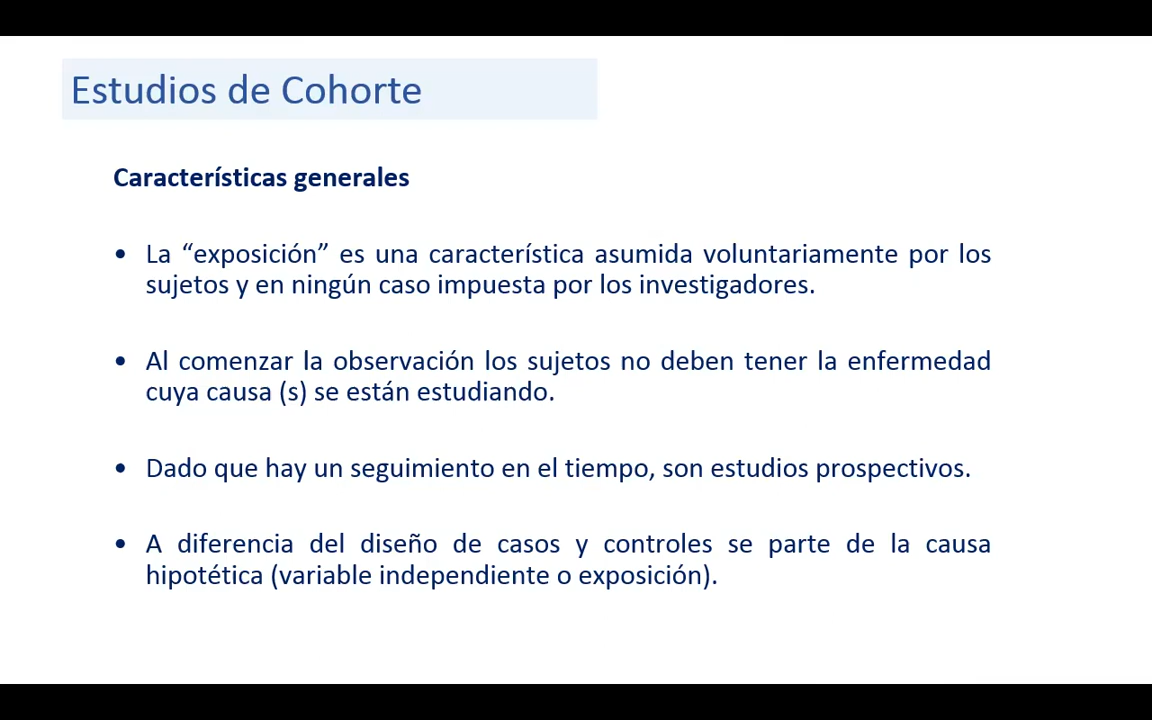 Estudios de Cohorte
Características generales
• La “exposición” es una característica asumida voluntariamente por los
sujetos y en ningún caso impuesta por los investigadores.
• Al comenzar la observación los sujetos no deben tener la enfermedad
cuya causa (s) se están estudiando.
• Dado que hay un seguimiento en el tiempo, son estudios prospectivos.
• A diferencia del diseño de casos y controles se parte de la causa
hipotética (variable independiente o exposición).